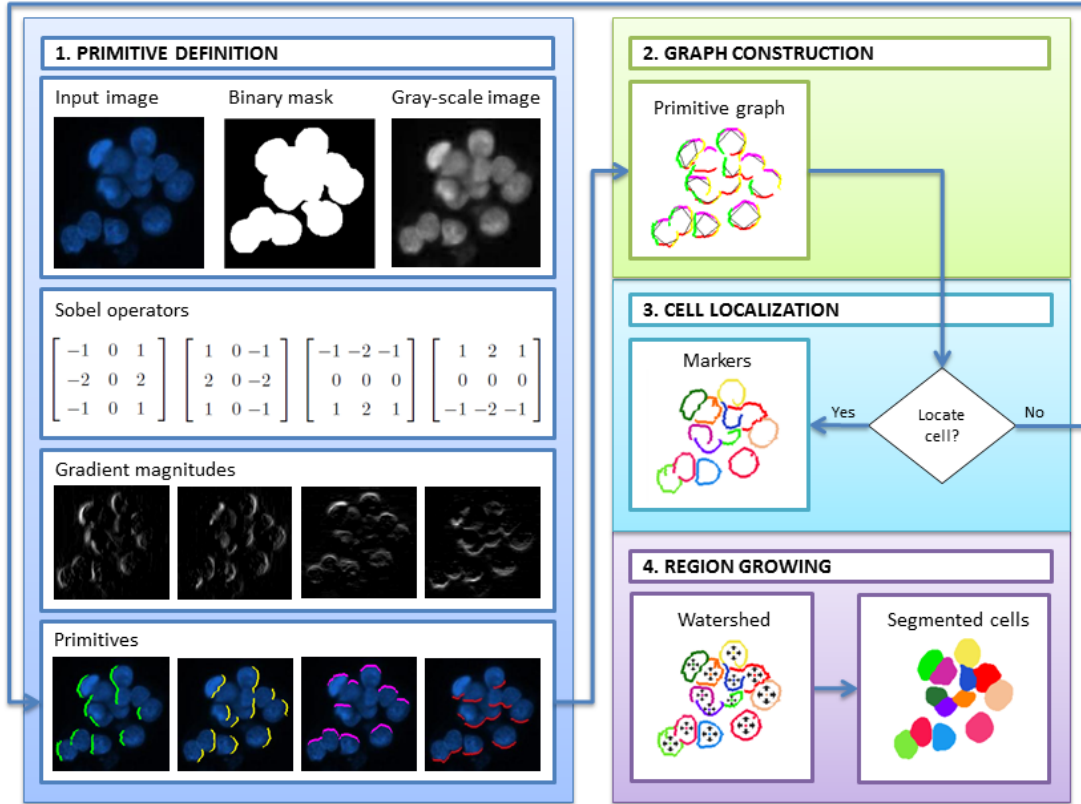 1. PRIMITIVE DEFINITION
Input image
Binary mask
Gray-scale image
Sobel operators
−1 0 1
−2 0 2
−1 0 1
1 0 −1
2 0 −2
1 0 −1
−1 −2 −1
0 0 0
1 2 1
1 2 1
0 0 0
−1 −2 −1
Gradient magnitudes
Primitives
2. GRAPH CONSTRUCTION
Primitive graph
3. CELL LOCALIZATION
Markers
Yes
Locate
cell?
No
4. REGION GROWING
Watershed
Segmented cells